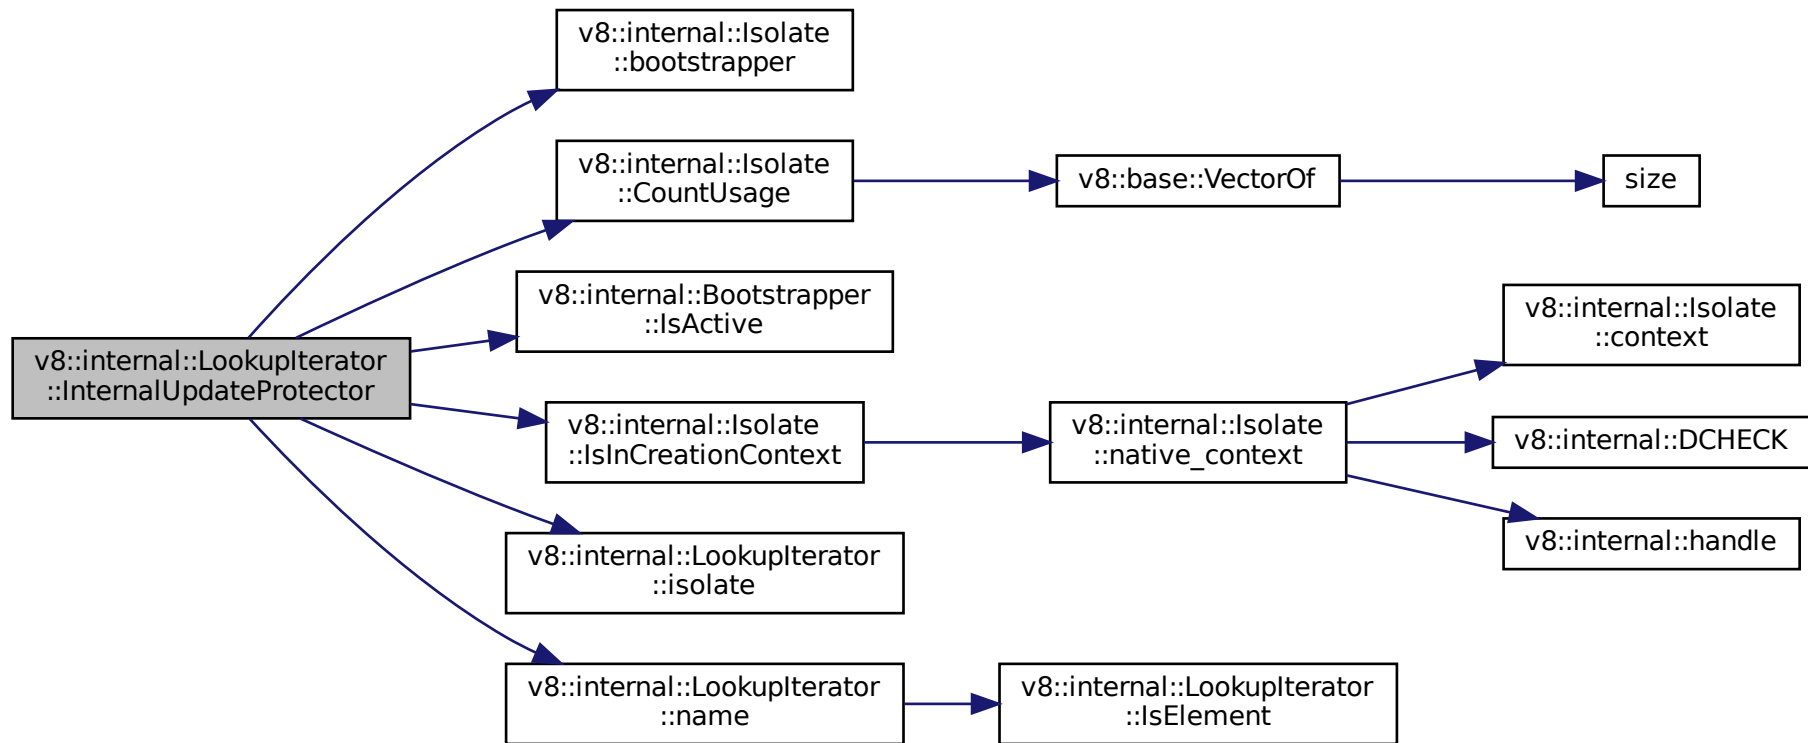 v8::internal::Isolate
::bootstrapper
v8::internal::Isolate
::CountUsage
v8::base::VectorOf
size
v8::internal::Bootstrapper
::IsActive
v8::internal::LookupIterator
::InternalUpdateProtector
v8::internal::Isolate
::IsInCreationContext
v8::internal::Isolate
::native_context
v8::internal::Isolate
::context
v8::internal::DCHECK
v8::internal::handle
v8::internal::LookupIterator
::isolate
v8::internal::LookupIterator
::name
v8::internal::LookupIterator
::IsElement